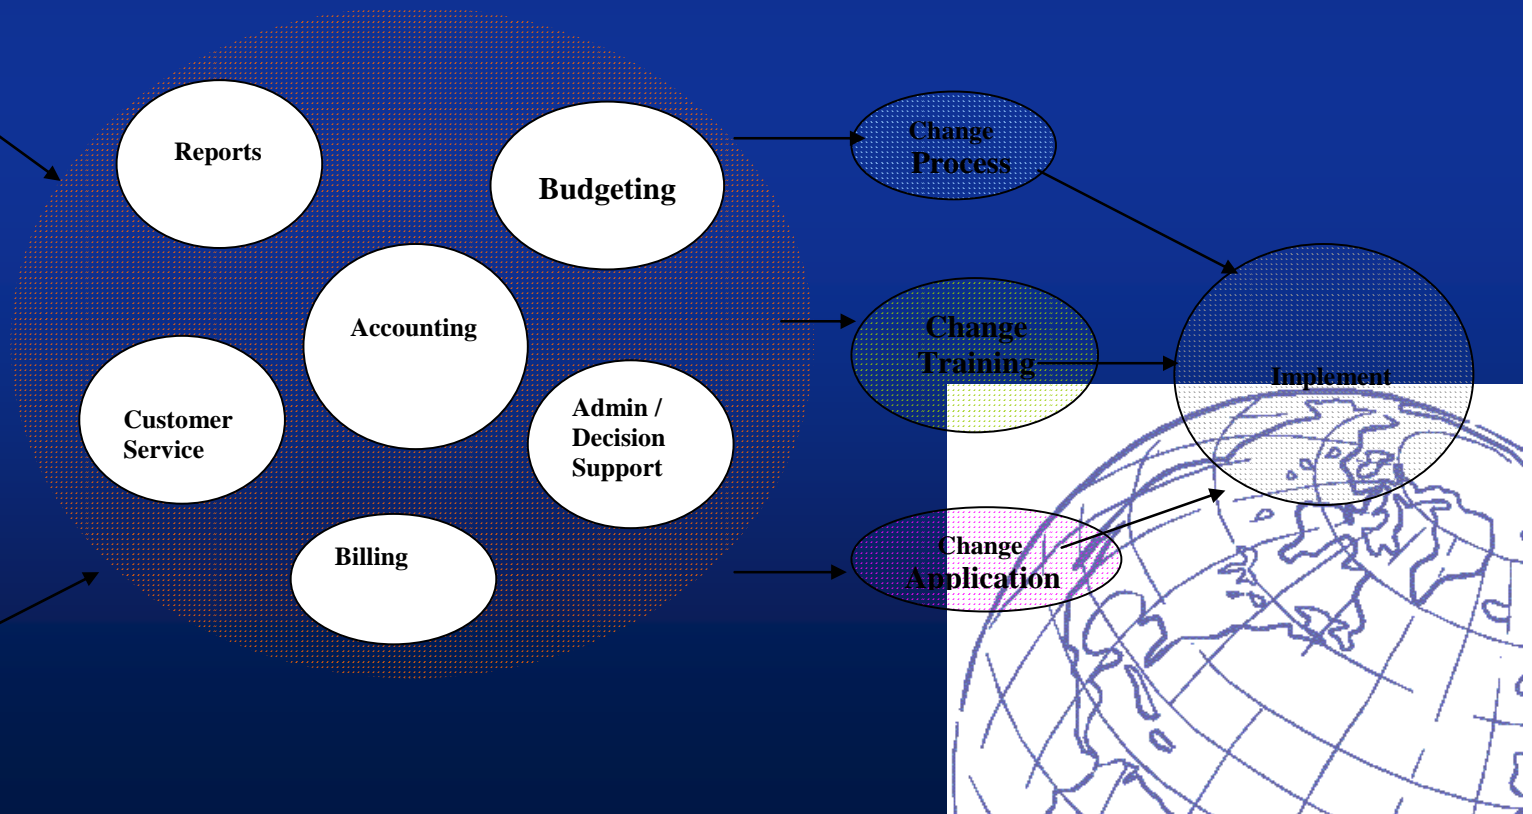 Reports
Budgeting
Accounting
Customer
Service
Admin /
Decision
Support
Billing
Change
Process
Change
Training
Change
Application
Implement